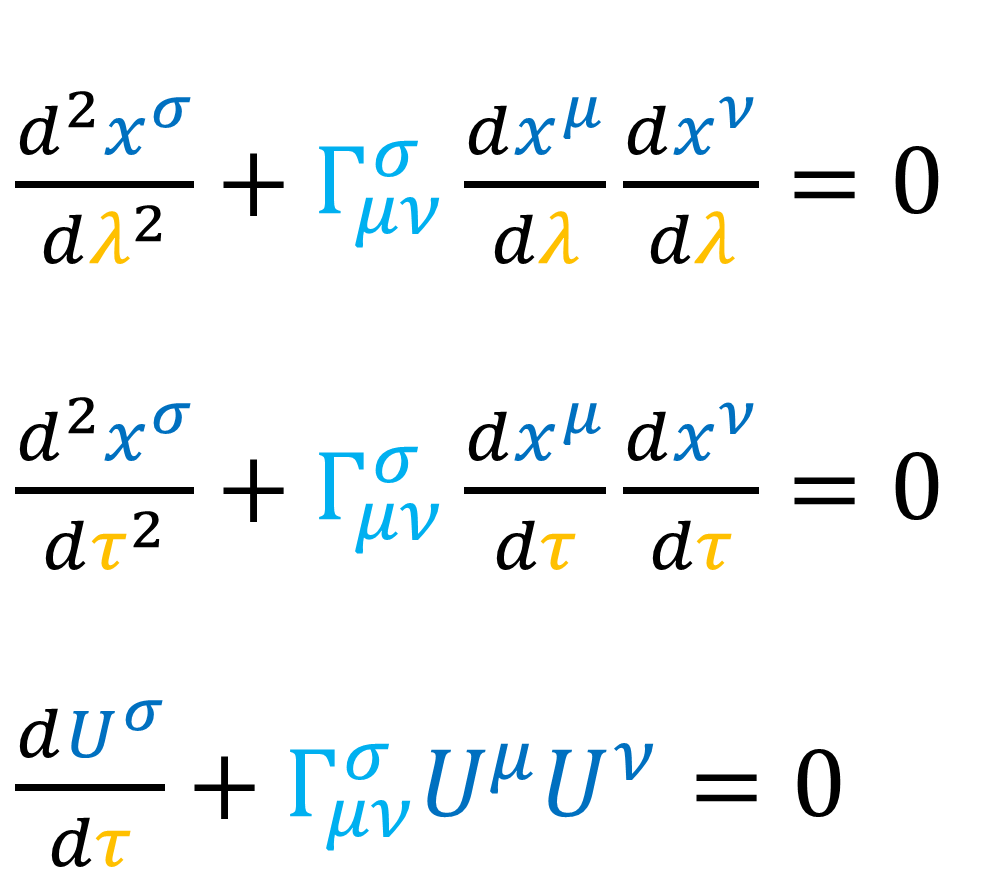 d²x^σ/dλ² + Γ^σ_μν dx^μ/dλ dx^ν/dλ = 0
d²x^σ/dτ² + Γ^σ_μν dx^μ/dτ dx^ν/dτ = 0
dU^σ/dτ + Γ^σ_μν U^μ U^ν = 0